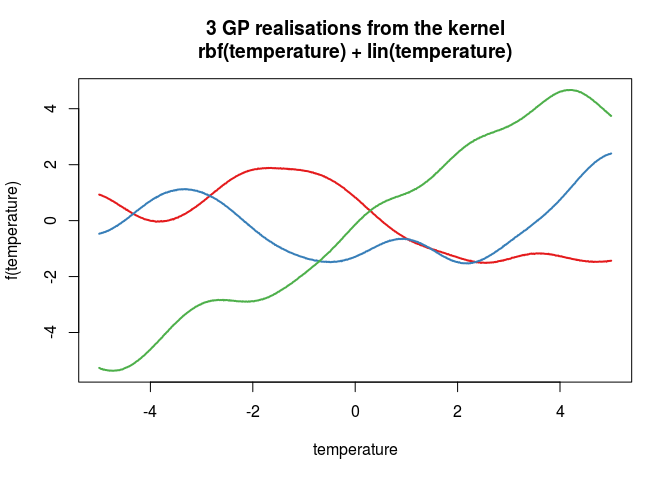 3 GP realisations from the kernel
rbf(temperature) + lin(temperature)
f(temperature)
4
2
0
-2
-4
-4
-2
0
2
4
temperature